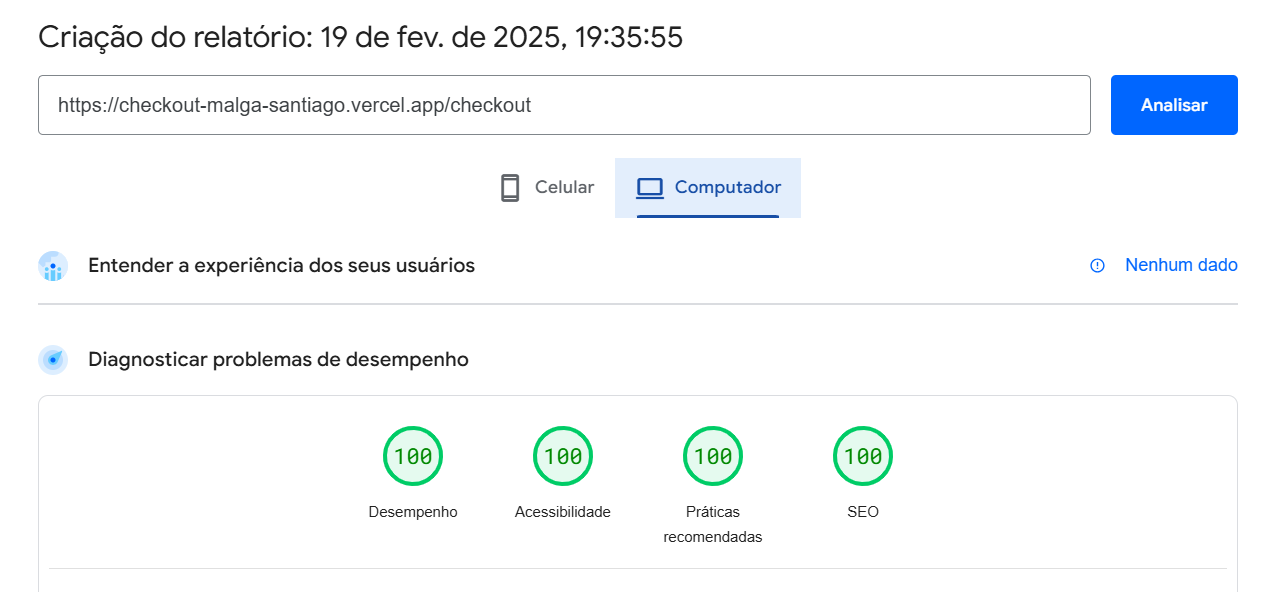 Criação do relatório: 19 de fev. de 2025, 19:35:55
https://checkout-malga-santiago.vercel.app/checkout
Analisar
Celular
Computador
Entender a experiência dos seus usuários
Nenhum dado
Diagnosticar problemas de desempenho
100
100
100
100
Desempenho
Acessibilidade
Práticas
recomendadas
SEO